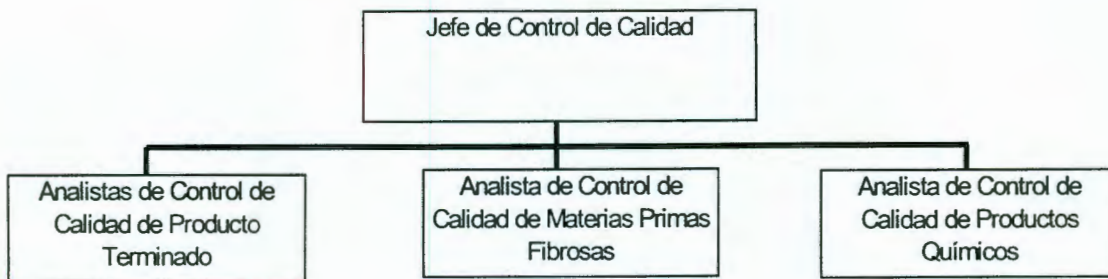 Jefe de Control de Calidad
Analistas de Control de
Calidad de Producto
Terminado
Analista de Control de
Calidad de Materias Primas
Fibrosas
Analista de Control de
Calidad de Productos
Químicos